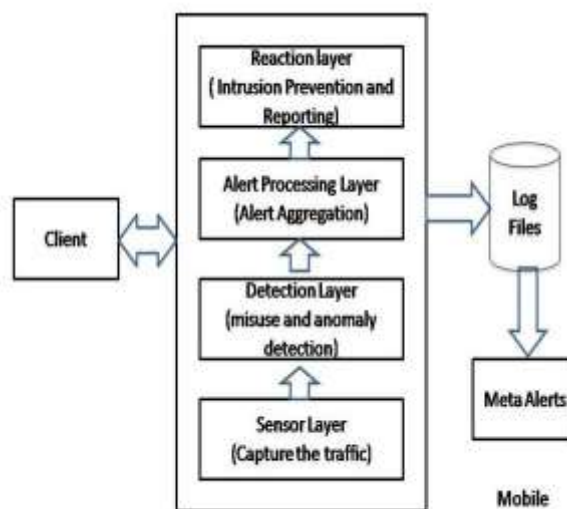 Reaction layer
( Intrusion Prevention and
Reporting)
Alert Processing Layer
(Alert Aggregation)
Detection Layer
(misuse and anomaly
detection)
Sensor Layer
(Capture the traffic)
Client
Log
Files
Meta Alerts
Mobile